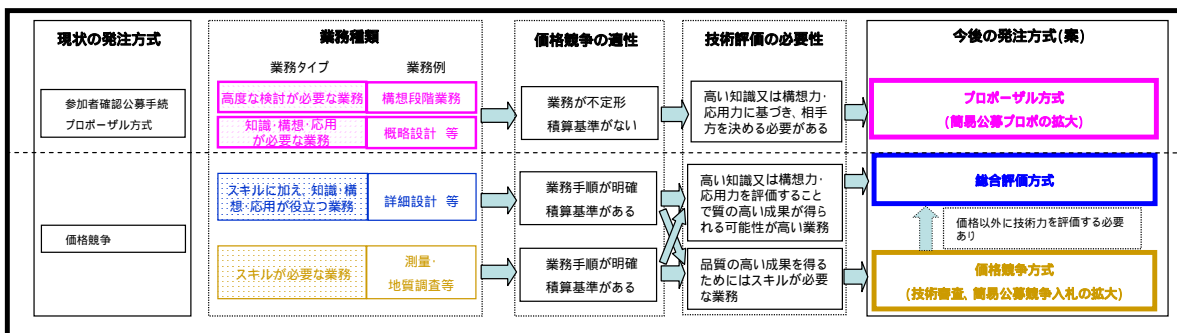 現状の発注方式
業務種類
価格競争の適性
技術評価の必要性
今後の発注方式(案)
業務タイプ
業務例
参加者確認公募手続
プロポーザル方式
高度な検討が必要な業務
構想段階業務
知識・構想・応用
が必要な業務
概略設計 等
業務が不定形
積算基準がない
高い知識又は構想力・
応用力に基づき、相手
方を決める必要がある
プロポーザル方式
(簡易公募プロポの拡大)
価格競争
スキルに加え、知識・構
想・応用が役立つ業務
詳細設計 等
業務手順が明確
積算基準がある
高い知識又は構想力・
応用力を評価すること
で質の高い成果が得ら
れる可能性が高い業務
総合評価方式
価格以外に技術力を評価する必要
あり
スキルが必要な業務
測量・
地質調査等
業務手順が明確
積算基準がある
品質の高い成果を得る
ためにはスキルが必要
な業務
価格競争方式
(技術審査、簡易公募競争入札の拡大)